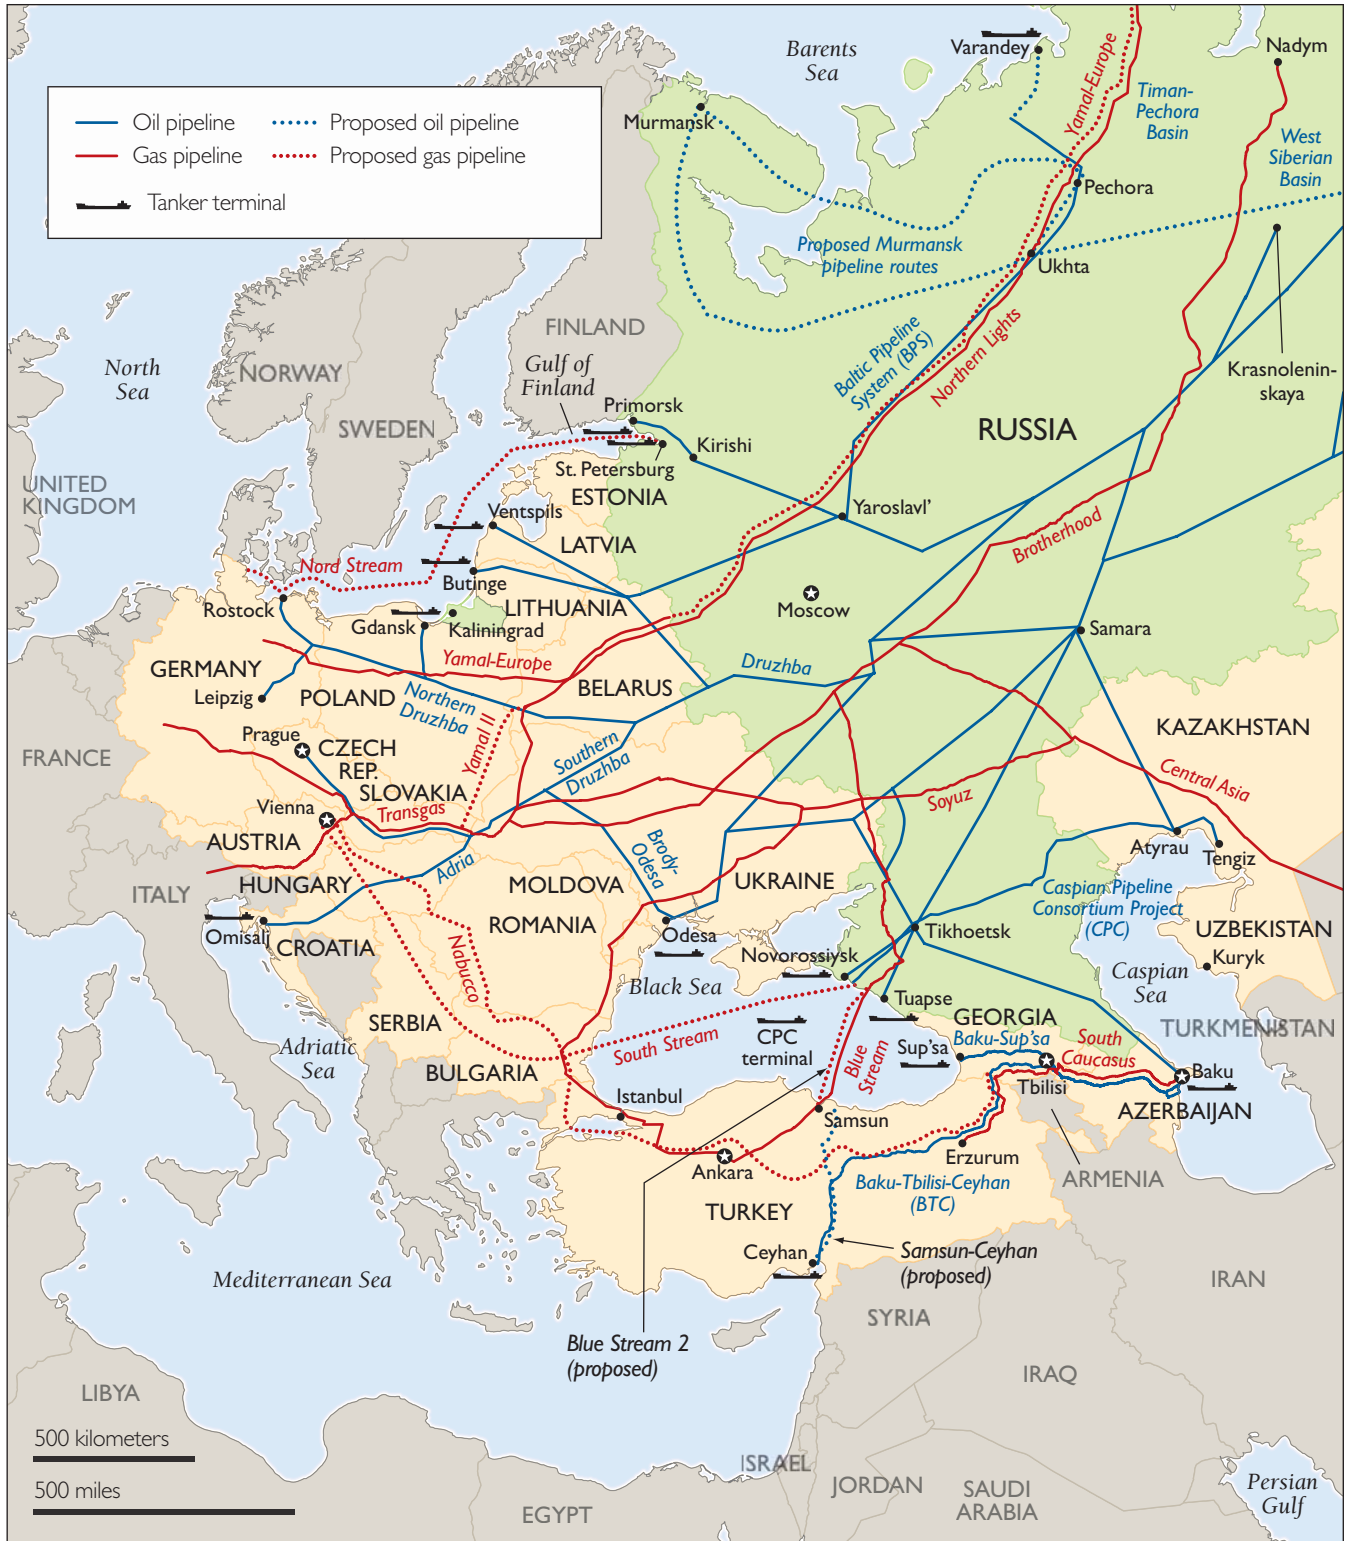 Barents
Sea
Varandey
Nadym
Yamal-Europe
Timan-
Pechora
Basin
West
Siberian
Basin
Oil pipeline
Proposed oil pipeline
Gas pipeline
Proposed gas pipeline
Tanker terminal
Murmansk
Pechora
Proposed Murmansk
pipeline routes
Ukhta
FINLAND
Baltic Pipeline
System (BPS)
Northern Lights
North
Sea
NORWAY
Gulf of
Finland
Krasnolenin-
skaya
SWEDEN
Primorsk
Kirishi
RUSSIA
St. Petersburg
ESTONIA
UNITED
KINGDOM
Ventspils
Yaroslavl'
LATVIA
Brotherhood
Nord Stream
Butinge
Rostock
LITHUANIA
Moscow
Gdansk
Kaliningrad
Samara
GERMANY
Yamal-Europe
Druzhba
Leipzig
POLAND
Northern
Druzhba
BELARUS
KAZAKHSTAN
Prague
CZECH
REP.
Yamal II
Southern
Druzhba
FRANCE
Central Asia
SLOVAKIA
Vienna
Transgas
Soyuz
AUSTRIA
Adria
Brody-
Odesa
Atyrau
Tengiz
HUNGARY
MOLDOVA
UKRAINE
Caspian Pipeline
Consortium Project
(CPC)
ITALY
ROMANIA
Omisalj
CROATIA
Odesa
Tikhoetsk
UZBEKISTAN
Nabucco
Novorossiysk
Kuryk
Black Sea
Caspian
Sea
Tuapse
SERBIA
GEORGIA
TURKMENISTAN
Adriatic
Sea
South Stream
CPC
terminal
Blue
Stream
Sup'sa
Baku-Sup'sa
South
Caucasus
BULGARIA
Tbilisi
Baku
Istanbul
Samsun
AZERBAIJAN
Erzurum
Ankara
ARMENIA
Baku-Tbilisi-Ceyhan
(BTC)
TURKEY
Ceyhan
Samsun-Ceyhan
(proposed)
Mediterranean Sea
IRAN
SYRIA
Blue Stream 2
(proposed)
IRAQ
LIBYA
500 kilometers
ISRAEL
500 miles
JORDAN
SAUDI
ARABIA
Persian
Gulf
EGYPT